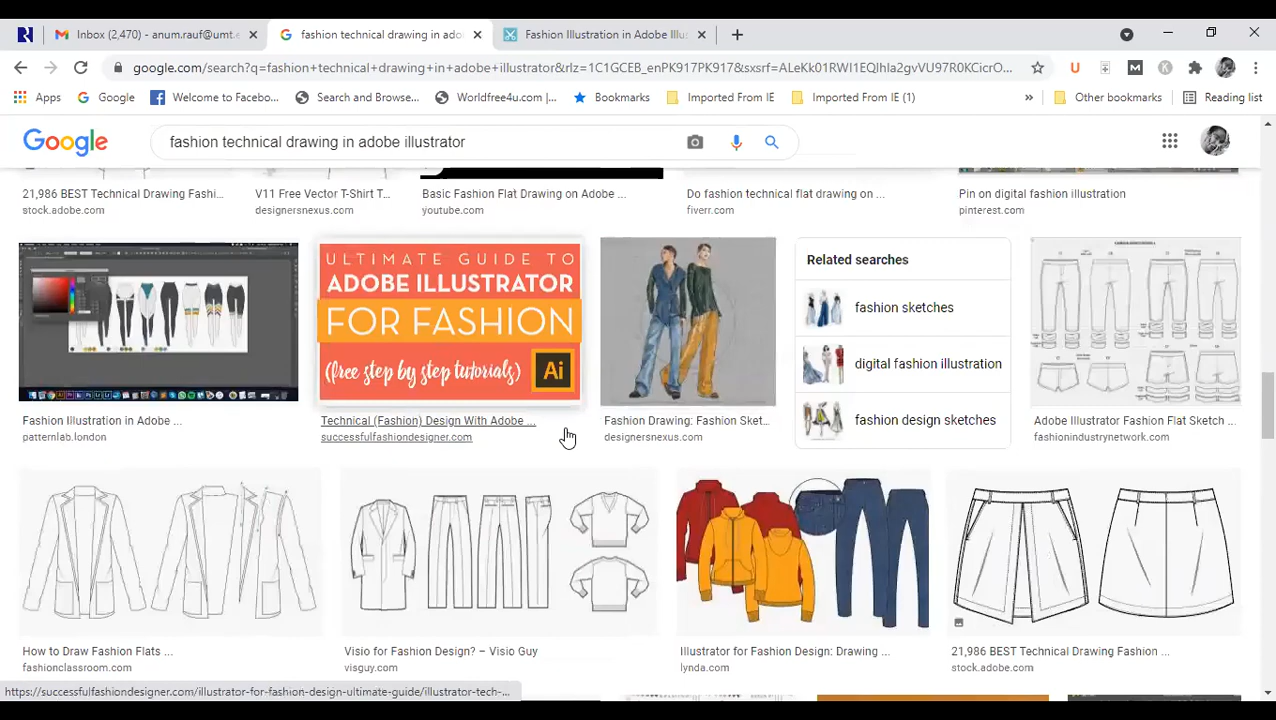 Inbox (2,470) - anum.rauf@umt.e
fashion technical drawing in ado
Fashion Illustration in Adobe Illus
google.com/search?q=fashion+technical+drawing+in+adobe+illustrator&rlz=1C1GCEB_enPK917PK917&sxsrf=ALeKk01RWI1EQIhIa2gvVU97R0KCicrO...
Apps
Google
Welcome to Facebo...
Search and Browse...
Worldfree4u.com |...
Bookmarks
Imported From IE
Imported From IE (1)
»
Other bookmarks
Reading list
Google
fashion technical drawing in adobe illustrator
21,986 BEST Technical Drawing Fashi...
stock.adobe.com
V11 Free Vector T-Shirt T...
designersnexus.com
Basic Fashion Flat Drawing on Adobe ...
youtube.com
Do fashion technical flat drawing on ...
fiverr.com
Pin on digital fashion illustration
pinterest.com
ULTIMATE GUIDE TO
ADOBE ILLUSTRATOR
FOR FASHION
(free step by step tutorials)
Ai
Related searches
fashion sketches
digital fashion illustration
fashion design sketches
Fashion Illustration in Adobe ...
patternlab.london
Technical (Fashion) Design With Adobe ...
successfulfashiondesigner.com
Fashion Drawing: Fashion Sket...
designersnexus.com
Adobe Illustrator Fashion Flat Sketch ...
fashionindustrynetwork.com
How to Draw Fashion Flats ...
fashionclassroom.com
Visio for Fashion Design? – Visio Guy
visguy.com
Illustrator for Fashion Design: Drawing ...
lynda.com
21,986 BEST Technical Drawing Fashion ...
stock.adobe.com
https://successfulfashiondesigner.com/illustrator-for-fashion-design-ultimate-guide/illustrator-tech-...